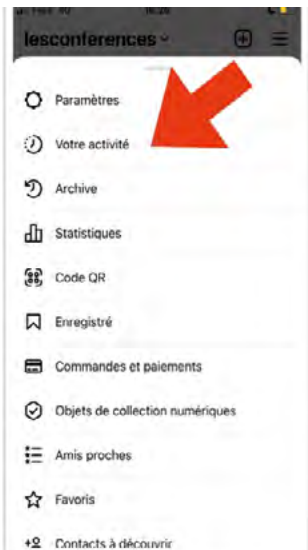 lesconferences
Paramètres
Votre activité
Archive
Statistiques
Code QR
Enregistré
Commandes et paiements
Objets de collection numériques
Amis proches
Favoris
Contacts à découvrir